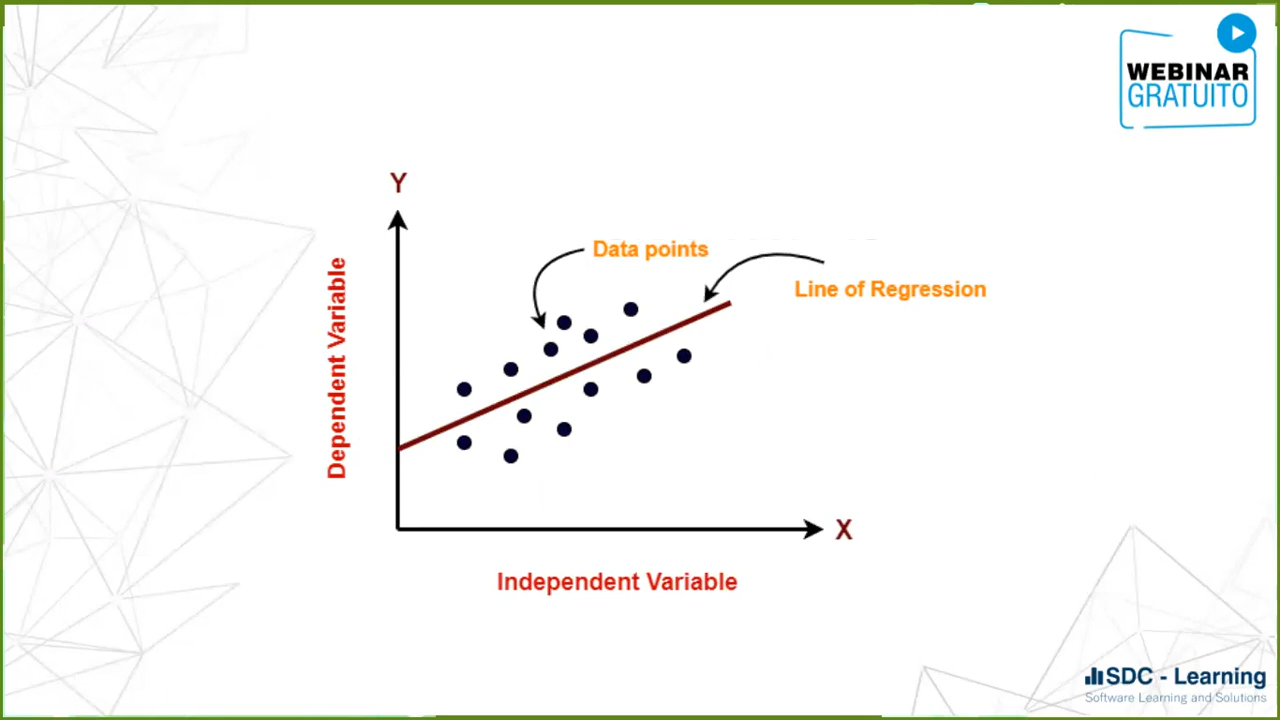 WEBINAR
GRATUITO
Y
Data points
Line of Regression
Dependent Variable
X
Independent Variable
SDC - Learning
Software Learning and Solutions